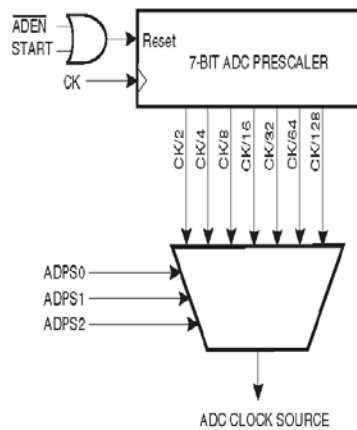 ADEN
START
Reset
7-BIT ADC PRESCALER
CK
CK/2
CK/4
CK/8
CK/16
CK/32
CK/64
CK/128
ADPS0
ADPS1
ADPS2
ADC CLOCK SOURCE